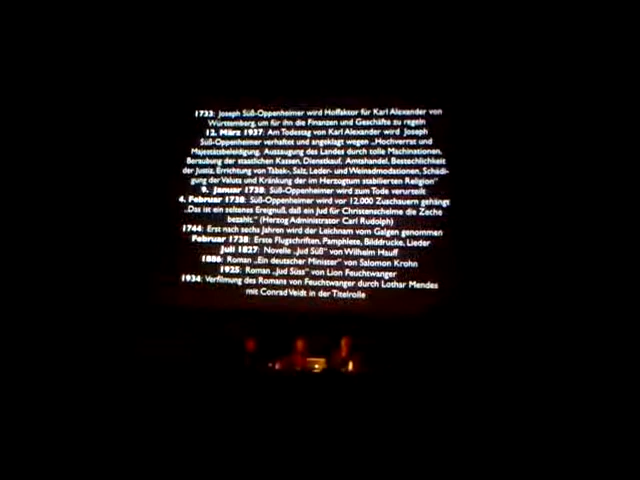 1733: Joseph Süß-Oppenheimer wird Hoffaktor für Karl Alexander von
Württemberg, um für ihn die Finanzen und Geschäfte zu regeln
12. März 1937: Am Todestag von Karl Alexander wird Joseph
Süß-Oppenheimer verhaftet und angeklagt wegen „Hochverrat und
Majestätsbeleidigung, Aussaugung des Landes durch tolle Machinationen,
Beraubung der staatlichen Kassen, Dienstkauf, Amtshandel, Bestechlichkeit
der Justiz, Errichtung von Tabak-, Salz, Leder- und Weinadmodationen, Schädi-
gung der Valuta und Kränkung der im Herzogtum stabilierten Religion"
9. Januar 1738: Süß-Oppenheimer wird zum Tode verurteilt
4. Februar 1738: Süß-Oppenheimer wird vor 12.000 Zuschauern gehängt
„Das ist ein seltenes Ereignuß, daß ein Jud für Christenschelme die Zeche
bezahlt." (Herzog Administrator Carl Rudolph)
1744: Erst nach sechs Jahren wird der Leichnam vom Galgen genommen
Februar 1738: Erste Flugschriften, Pamphlete, Bilddrucke, Lieder
Juli 1827: Novelle „Jud Süß" von Wilhelm Hauff
1886: Roman „Ein deutscher Minister" von Salomon Krohn
1925: Roman „Jud Süss" von Lion Feuchtwanger
1934: Verfilmung des Romans von Feuchtwanger durch Lothar Mendes
mit Conrad Veidt in der Titelrolle